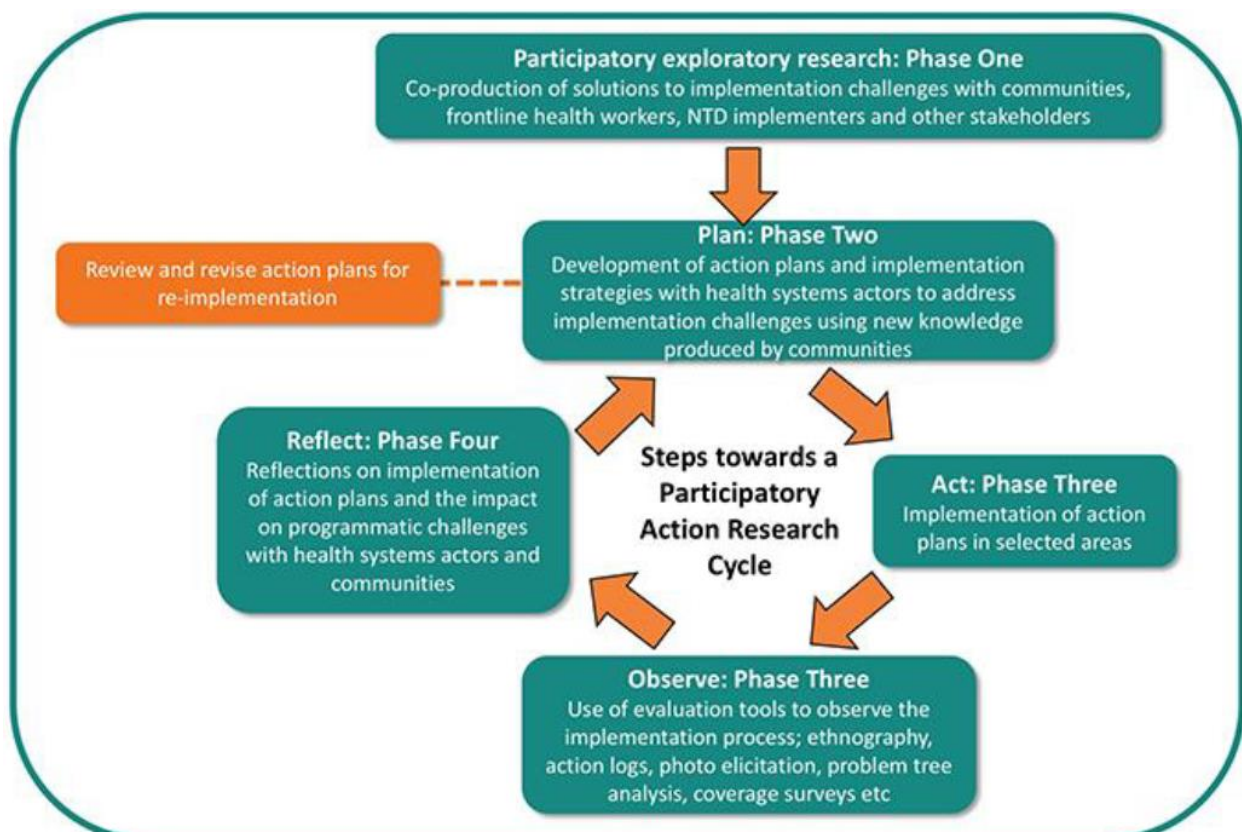 Participatory exploratory research: Phase One
Co-production of solutions to implementation challenges with communities,
frontline health workers, NTD implementers and other stakeholders
Plan: Phase Two
Development of action plans and implementation
strategies with health systems actors to address
implementation challenges using new knowledge
produced by communities
Review and revise action plans for
re-implementation
Reflect: Phase Four
Reflections on implementation
of action plans and the impact
on programmatic challenges
with health systems actors and
communities
Steps towards a
Participatory
Action Research
Cycle
Act: Phase Three
Implementation of action
plans in selected areas
Observe: Phase Three
Use of evaluation tools to observe the
implementation process; ethnography,
action logs, photo elicitation, problem tree
analysis, coverage surveys etc